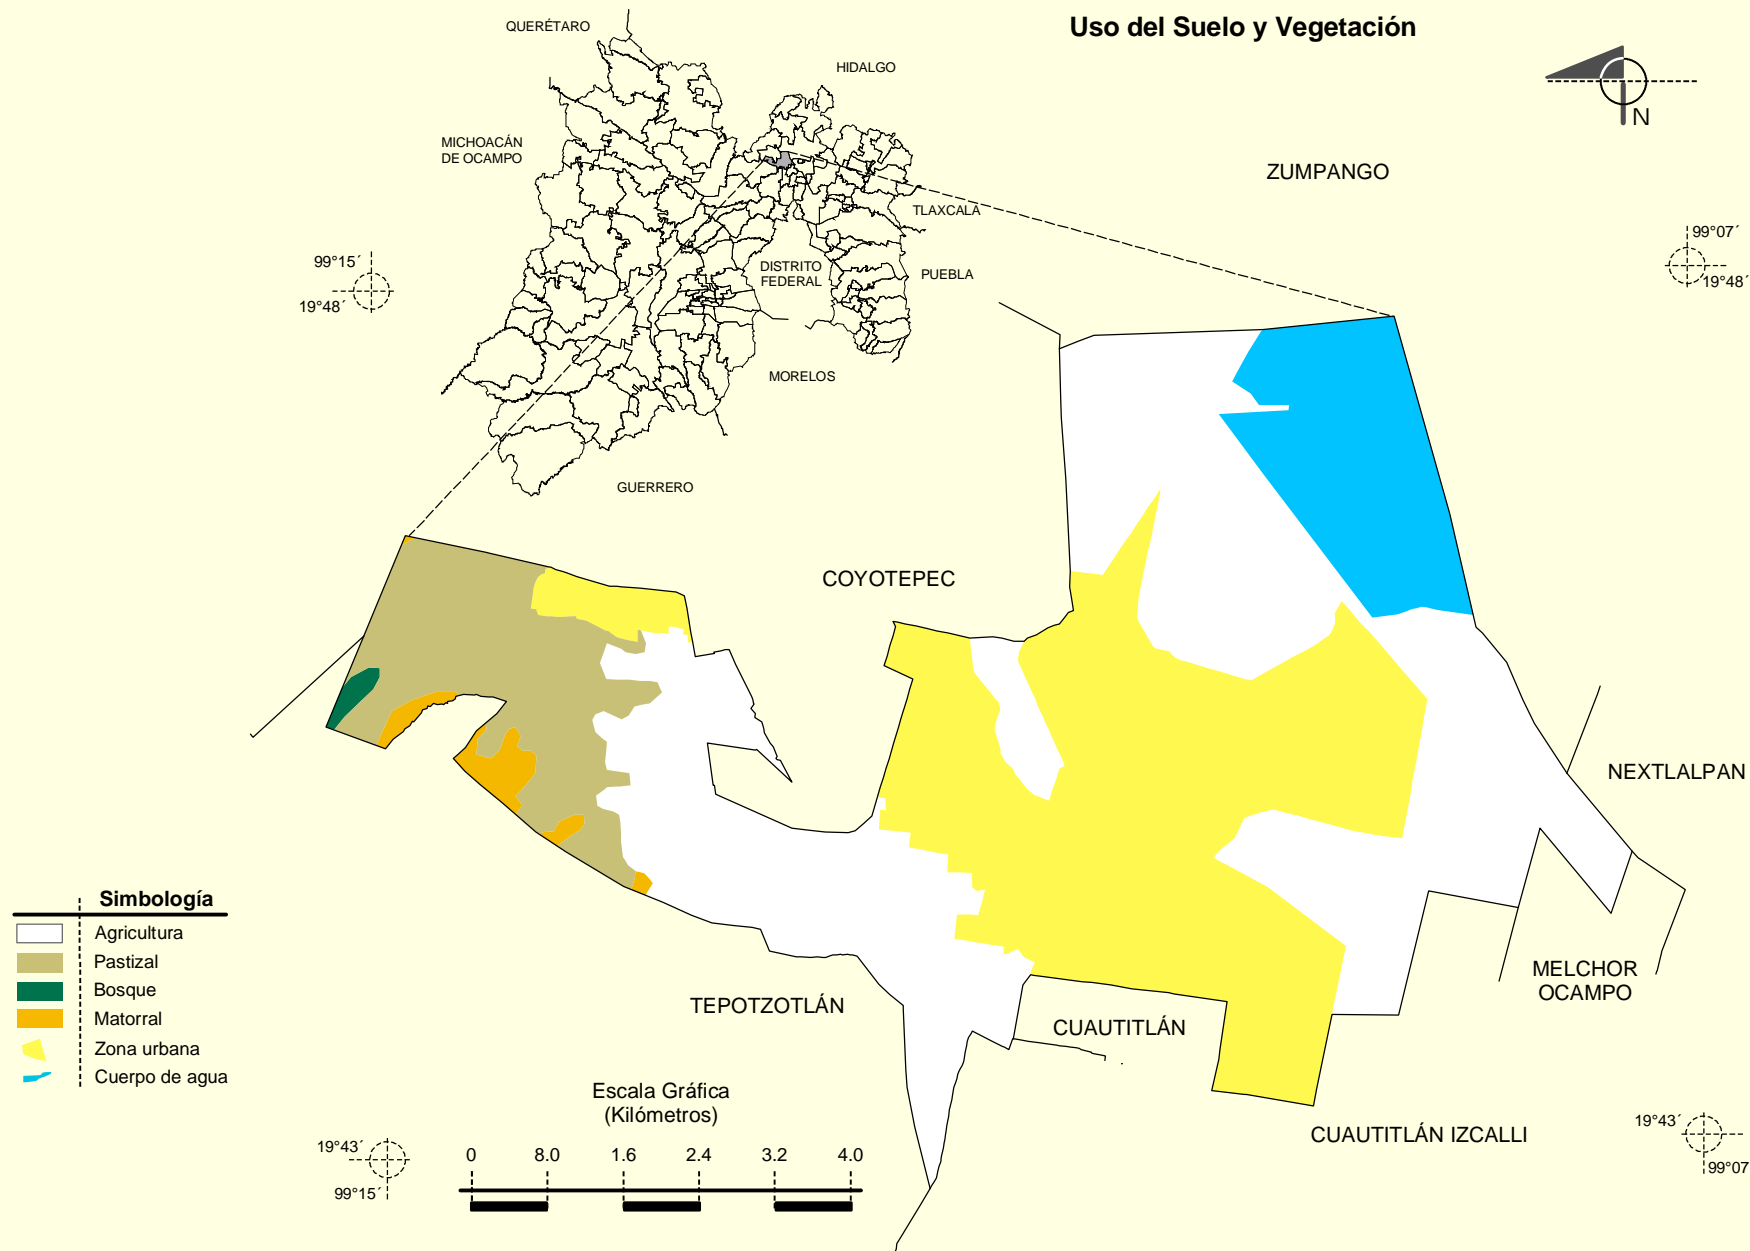 Uso del Suelo y Vegetación
QUERÉTARO
HIDALGO
N
MICHOACÁN
DE OCAMPO
ZUMPANGO
TLAXCALA
99°07´
19°48´
99°15´
19°48´
DISTRITO
FEDERAL
PUEBLA
MORELOS
GUERRERO
COYOTEPEC
NEXTLALPAN
Simbología
Agricultura
Pastizal
Bosque
Matorral
Zona urbana
Cuerpo de agua
MELCHOR
OCAMPO
TEPOTZOTLÁN
CUAUTITLÁN
Escala Gráfica
(Kilómetros)
0 8.0 1.6 2.4 3.2 4.0
CUAUTITLÁN IZCALLI
19°43´
99°15´
19°43´
99°07